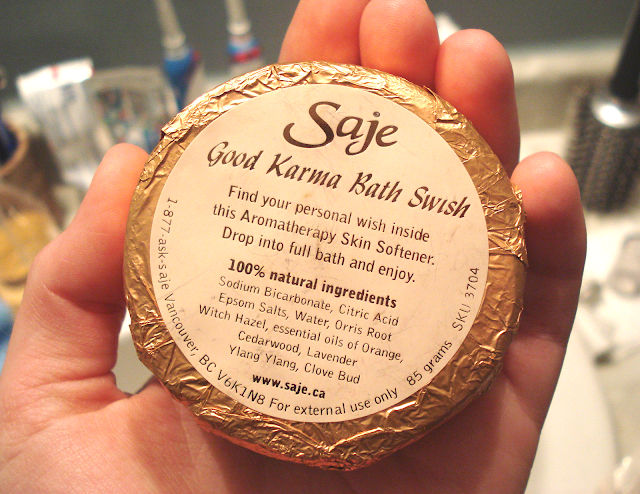 Saje
Good Karma Bath Swish
Find your personal wish inside
this Aromatherapy Skin Softener.
Drop into full bath and enjoy.
100% natural ingredients
Sodium Bicarbonate, Citric Acid
Epsom Salts, Water, Orris Root
Witch Hazel, essential oils of Orange,
Cedarwood, Lavender
Ylang Ylang, Clove Bud
www.saje.ca
1-877-ask-saje Vancouver, BC V6K1N8 For external use only 85 grams SKU 3704